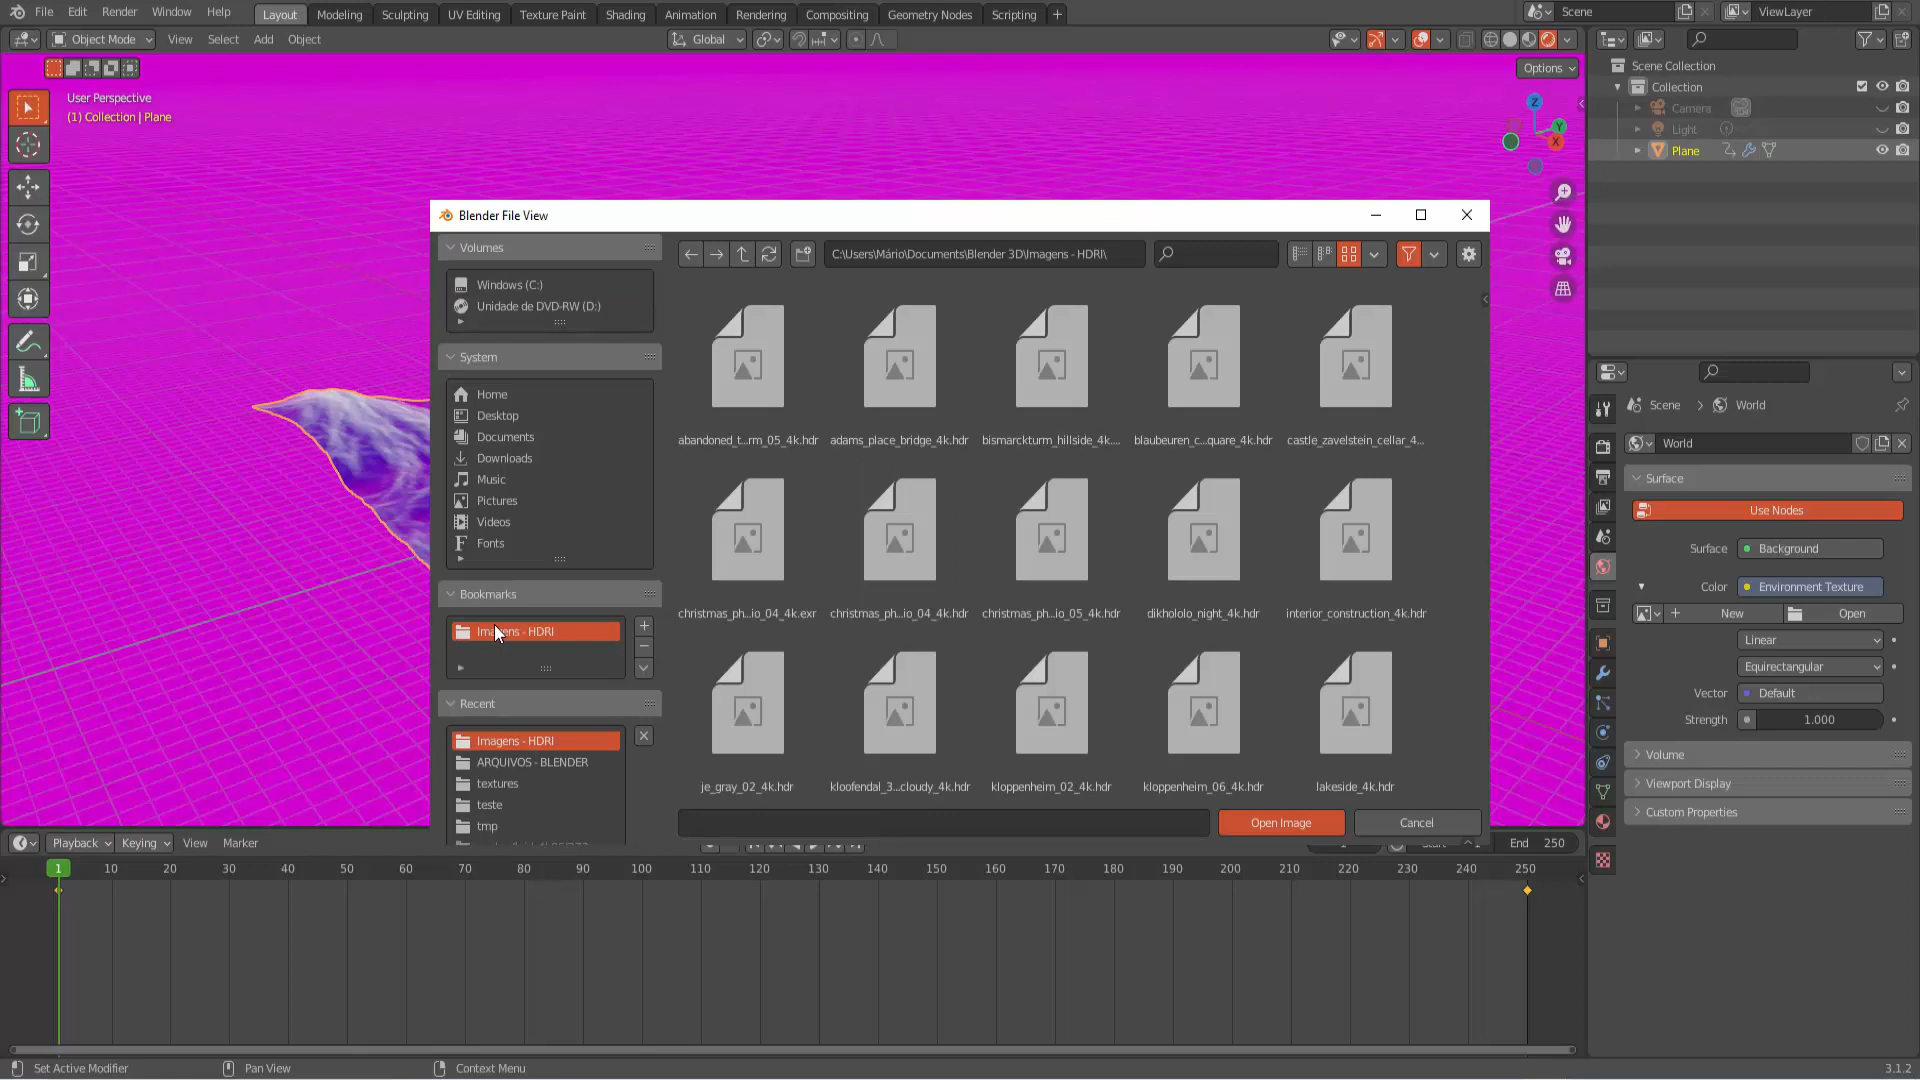 File Edit Render Window Help Layout Modeling Sculpting UV Editing Texture Paint Shading Animation Rendering Compositing Geometry Nodes Scripting + Scene ViewLayer
Object Mode View Select Add Object Global
Options
User Perspective
(1) Collection | Plane
Z
Y
X
Scene Collection
Collection
Camera
Light
Plane
Blender File View
Volumes
Windows (C:)
Unidade de DVD-RW (D:)
System
Home
Desktop
Documents
Downloads
Music
Pictures
Videos
Fonts
Bookmarks
Imagens - HDRI
Recent
Imagens - HDRI
ARQUIVOS - BLENDER
textures
teste
tmp
C:\Users\Mário\Documents\Blender 3D\Imagens - HDRI\
abandoned_t...rm_05_4k.hdr adams_place_bridge_4k.hdr bismarckturm_hillside_4k.... blaubeuren_c...quare_4k.hdr castle_zavelstein_cellar_4...
christmas_ph...io_04_4k.exr christmas_ph...io_04_4k.hdr christmas_ph...io_05_4k.hdr dikhololo_night_4k.hdr interior_construction_4k.hdr
je_gray_02_4k.hdr kloofendal_3...cloudy_4k.hdr kloppenheim_02_4k.hdr kloppenheim_06_4k.hdr lakeside_4k.hdr
Open Image Cancel
Scene > World
World
Surface
Use Nodes
Surface Background
Color Environment Texture
New Open
Linear
Equirectangular
Vector Default
Strength 1.000
Volume
Viewport Display
Custom Properties
Playback Keying View Marker End 250
1 10 20 30 40 50 60 70 80 90 100 110 120 130 140 150 160 170 180 190 200 210 220 230 240 250
Set Active Modifier Pan View Context Menu 3.1.2